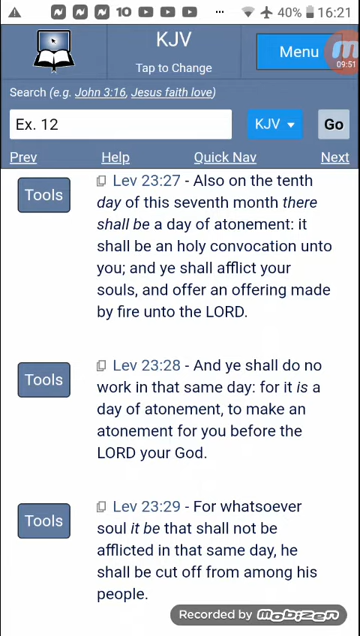 10 ... 40% 16:21
KJV
Tap to Change
Menu
09:51
Search (e.g. John 3:16, Jesus faith love)
Ex. 12 KJV Go
Prev Help Quick Nav Next
Tools Lev 23:27 - Also on the tenth
day of this seventh month there
shall be a day of atonement: it
shall be an holy convocation unto
you; and ye shall afflict your
souls, and offer an offering made
by fire unto the LORD.
Tools Lev 23:28 - And ye shall do no
work in that same day: for it is a
day of atonement, to make an
atonement for you before the
LORD your God.
Tools Lev 23:29 - For whatsoever
soul it be that shall not be
afflicted in that same day, he
shall be cut off from among his
people.
Recorded by mobizen